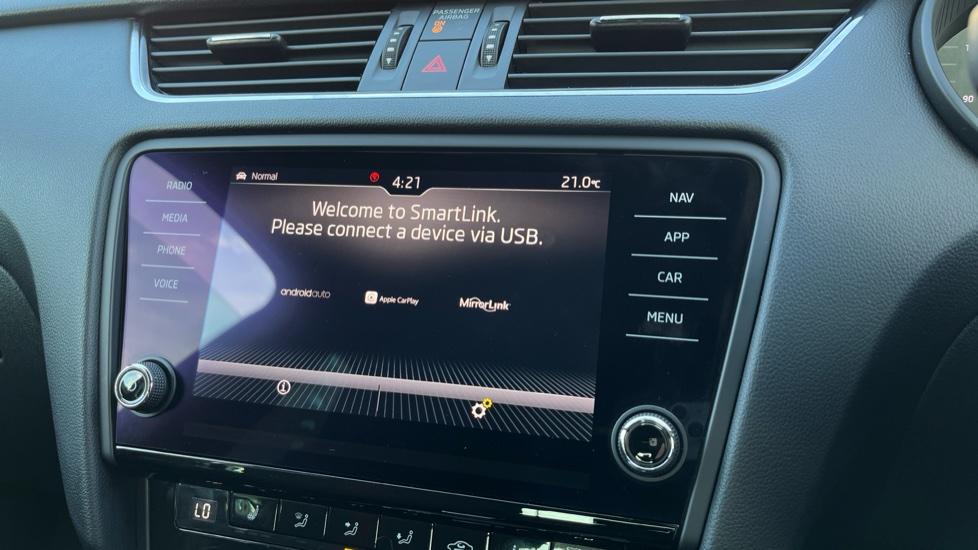 PASSENGER
AIRBAG
ON
90
RADIO
MEDIA
PHONE
VOICE
Normal
4:21
21.0°C
Welcome to SmartLink.
Please connect a device via USB.
androidauto
Apple CarPlay
MirrorLink
NAV
APP
CAR
MENU
LO